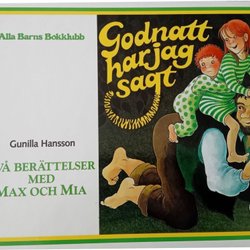 Alla Barns Bokklubb
Godnatt
har jag
sagt
Gunilla Hansson
VÅ BERÄTTELSER
MED
MAX OCH MIA